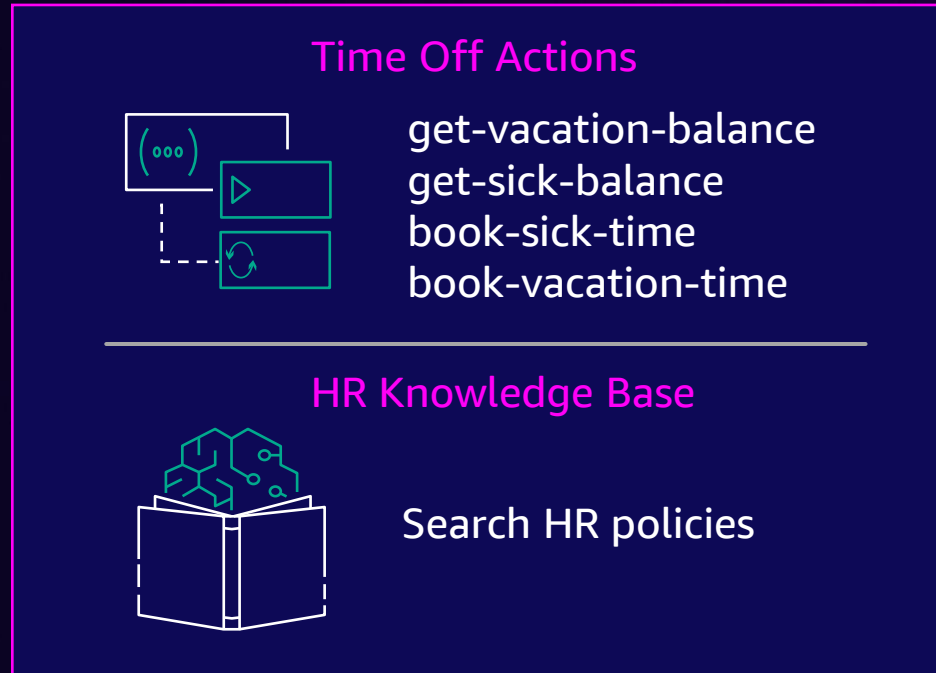 Time Off Actions
get-vacation-balance
get-sick-balance
book-sick-time
book-vacation-time
HR Knowledge Base
Search HR policies